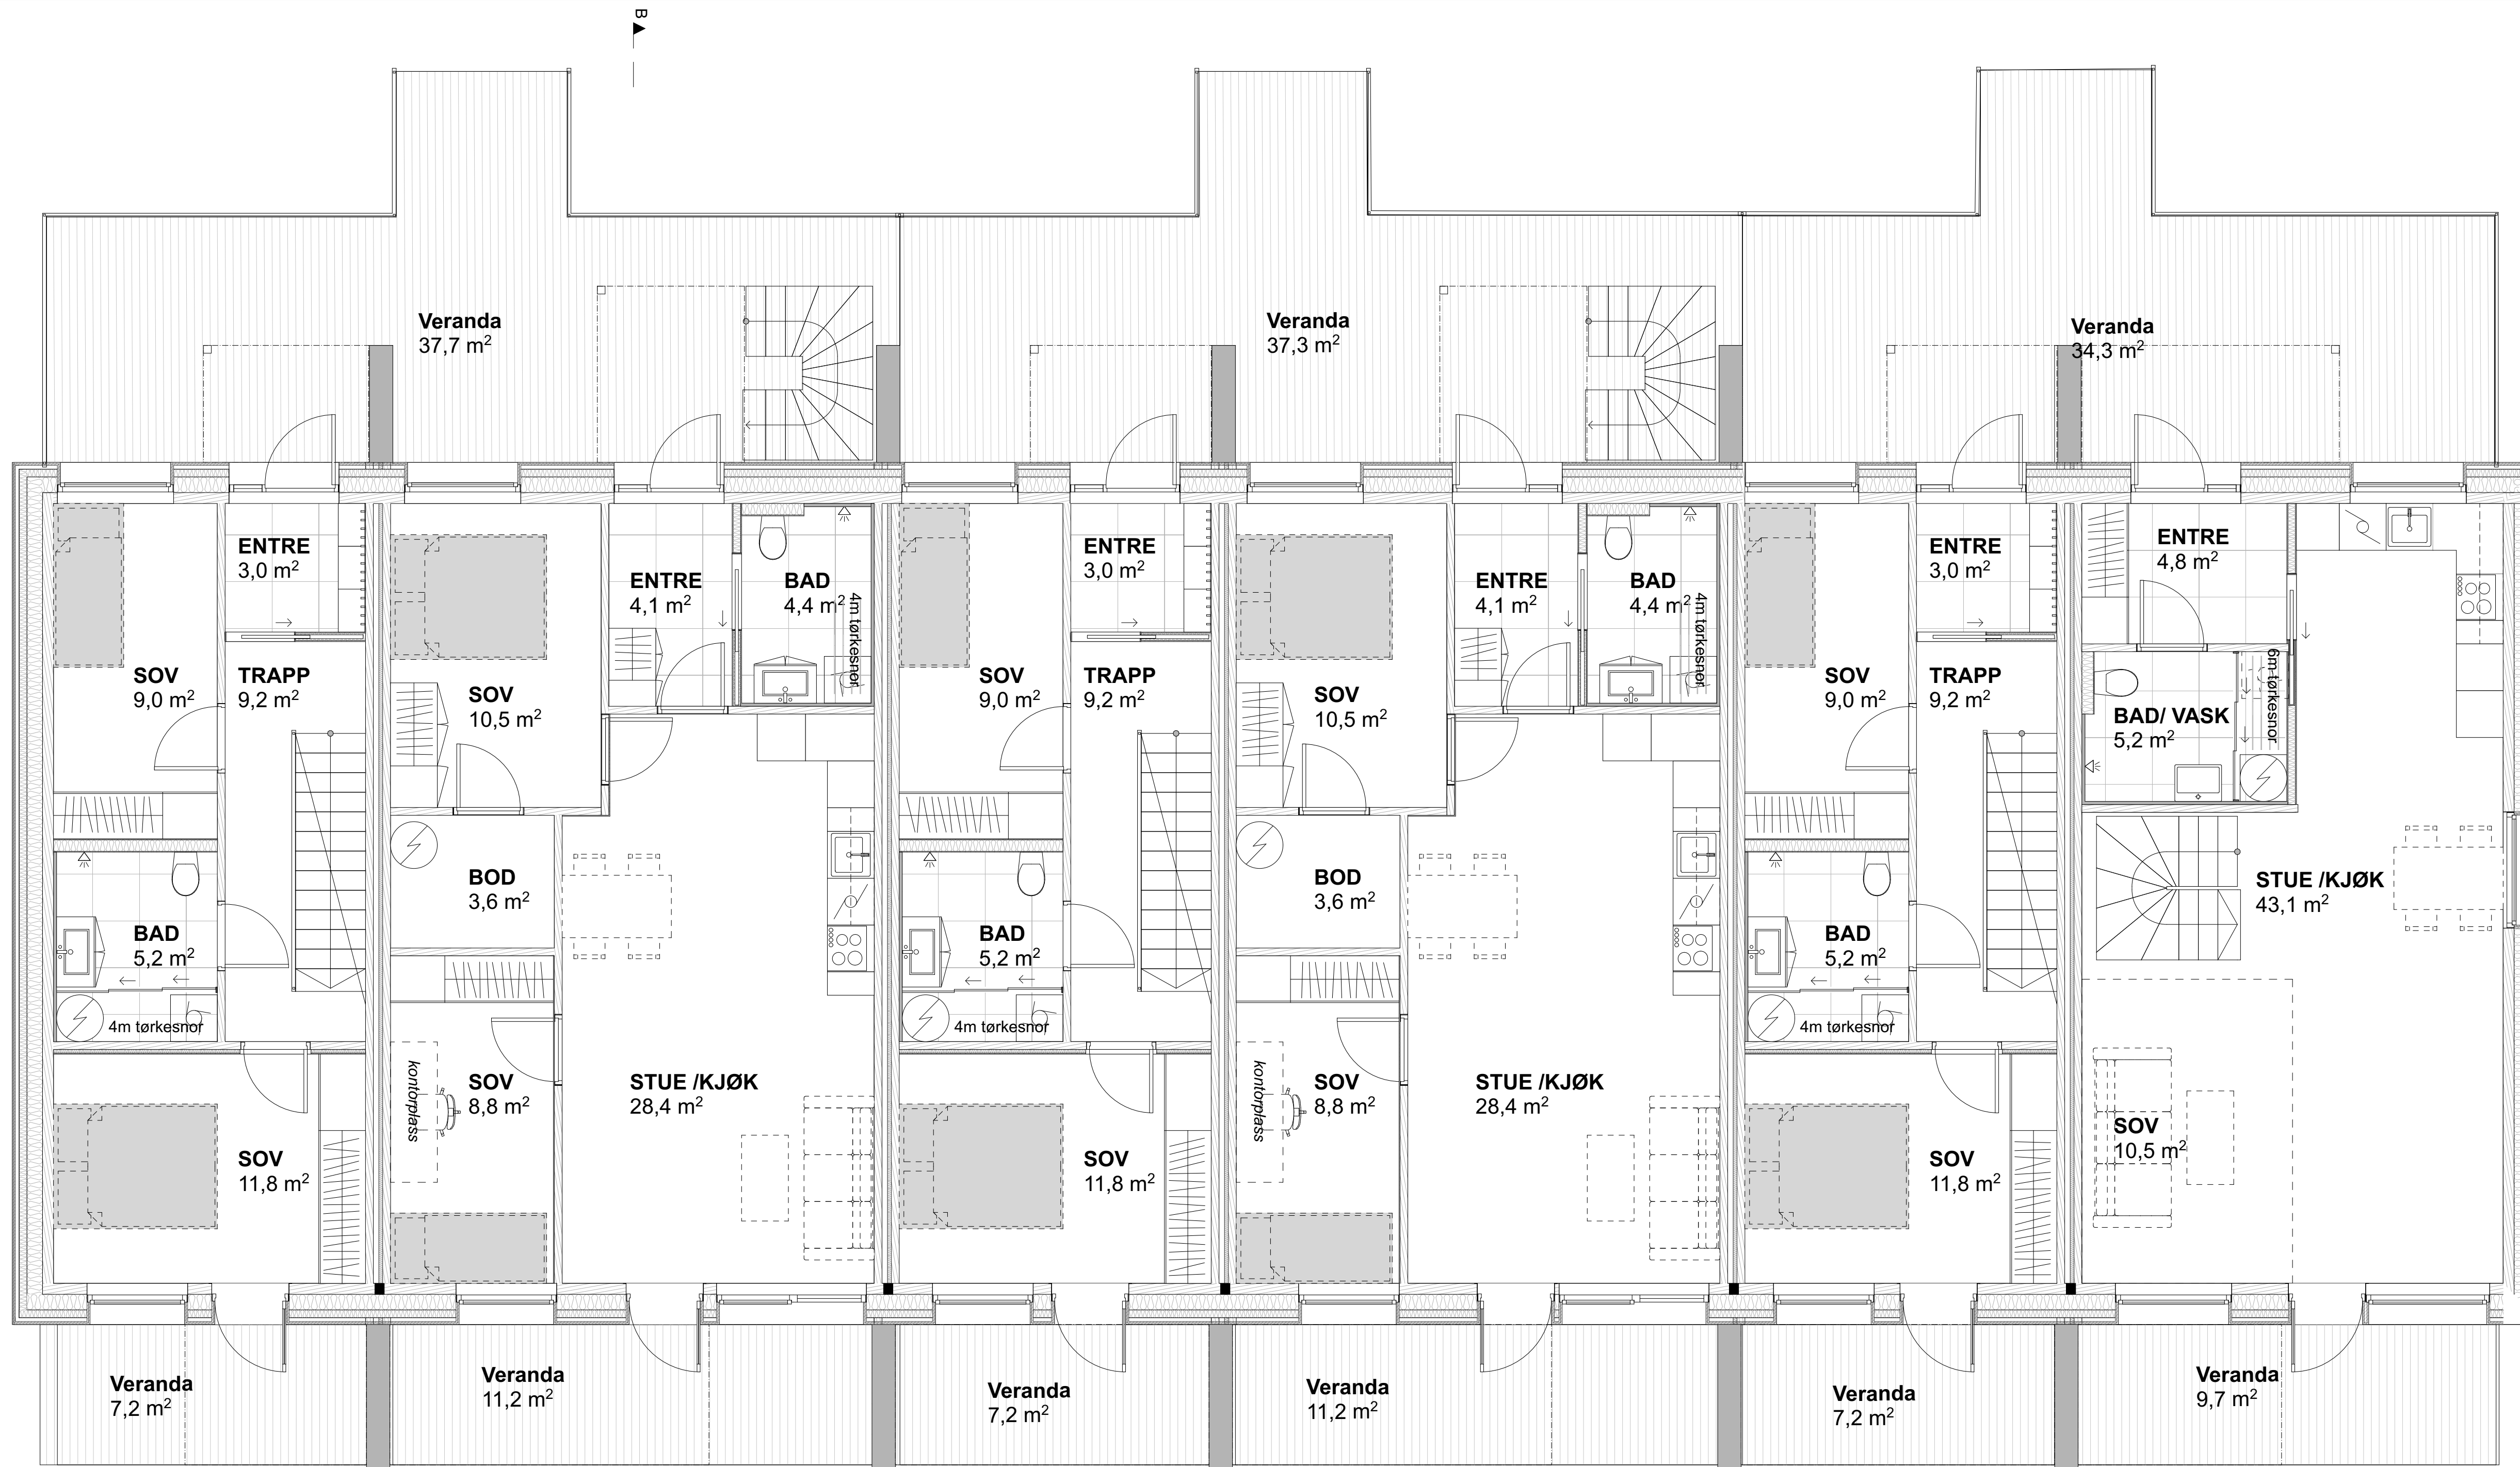 B
Veranda
37,7 m²
Veranda
37,3 m²
Veranda
34,3 m²
ENTRE
3,0 m²
SOV
9,0 m²
TRAPP
9,2 m²
BAD
5,2 m²
4m tørkesnor
SOV
11,8 m²
Veranda
7,2 m²
SOV
10,5 m²
ENTRE
4,1 m²
BAD
4,4 m²
4m tørkesnor
BOD
3,6 m²
kontorplass
SOV
8,8 m²
STUE /KJØK
28,4 m²
Veranda
11,2 m²
ENTRE
3,0 m²
SOV
9,0 m²
TRAPP
9,2 m²
BAD
5,2 m²
4m tørkesnor
SOV
11,8 m²
Veranda
7,2 m²
SOV
10,5 m²
ENTRE
4,1 m²
BAD
4,4 m²
4m tørkesnor
BOD
3,6 m²
kontorplass
SOV
8,8 m²
STUE /KJØK
28,4 m²
Veranda
11,2 m²
ENTRE
3,0 m²
SOV
9,0 m²
TRAPP
9,2 m²
BAD
5,2 m²
4m tørkesnor
SOV
11,8 m²
Veranda
7,2 m²
ENTRE
4,8 m²
BAD/ VASK
5,2 m²
6m tørkesnor
STUE /KJØK
43,1 m²
SOV
10,5 m²
Veranda
9,7 m²